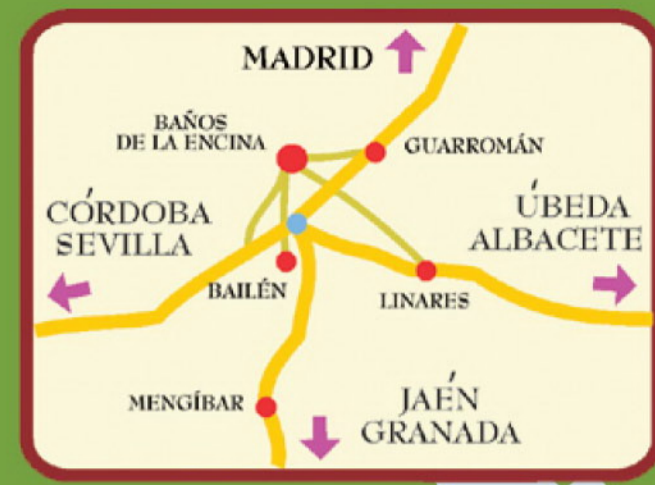 MADRID
BAÑOS
DE LA ENCINA
GUARROMÁN
CÓRDOBA
SEVILLA
ÚBEDA
ALBACETE
BAILÉN
LINARES
MENGÍBAR
JAÉN
GRANADA